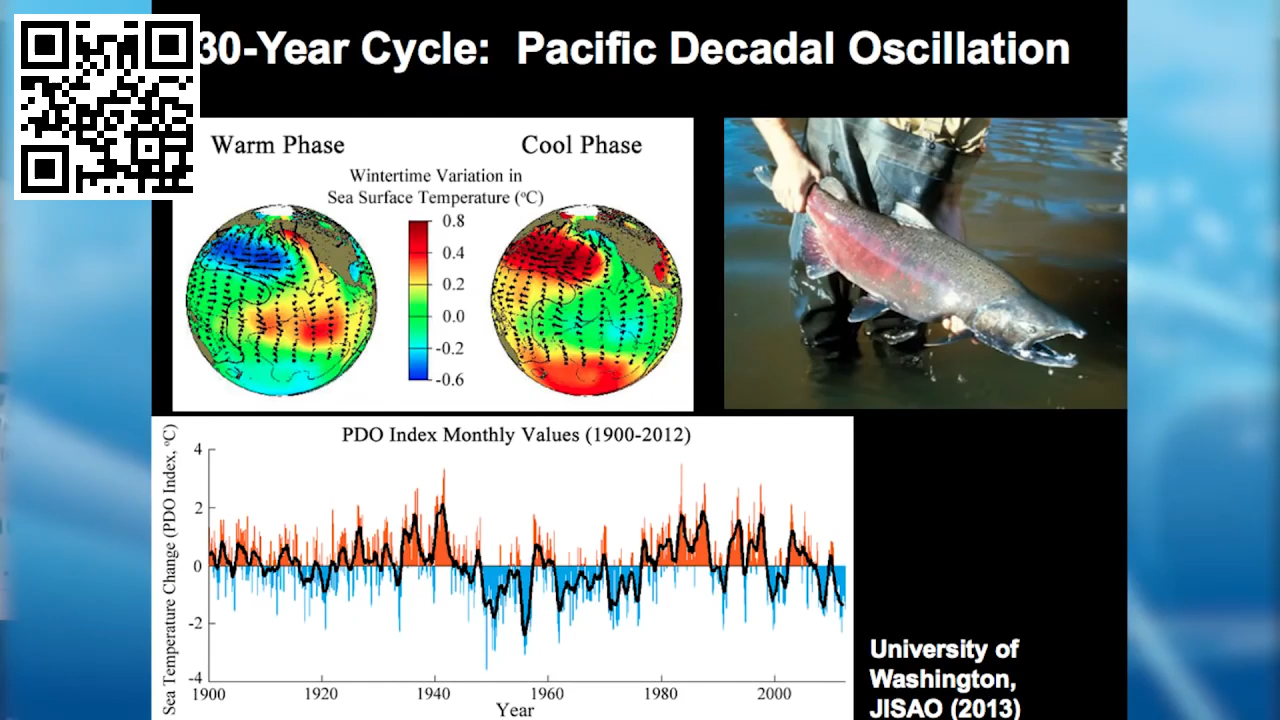 30-Year Cycle: Pacific Decadal Oscillation
Warm Phase
Cool Phase
Wintertime Variation in
Sea Surface Temperature (°C)
0.8
0.4
0.2
0.0
-0.2
-0.6
PDO Index Monthly Values (1900-2012)
Sea Temperature Change (PDO Index, °C)
4
2
0
-2
-4
1900
1920
1940
1960
1980
2000
Year
University of
Washington,
JISAO (2013)